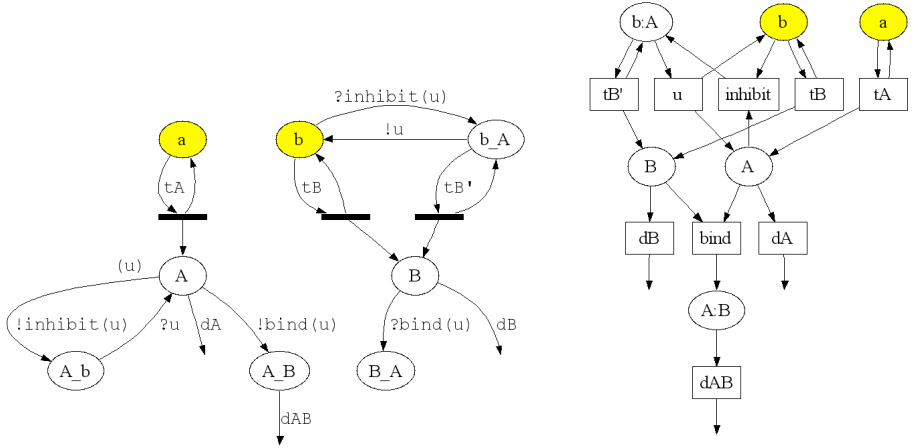 ?inhibit(u)
a
b
!u
b_A
tA
tB
tB'
(u)
A
B
!inhibit(u)
?u
dA
!bind(u)
?bind(u)
dB
A_b
A_B
B_A
dAB
b:A
b
a
tB'
u
inhibit
tB
tA
B
A
dB
bind
dA
A:B
dAB